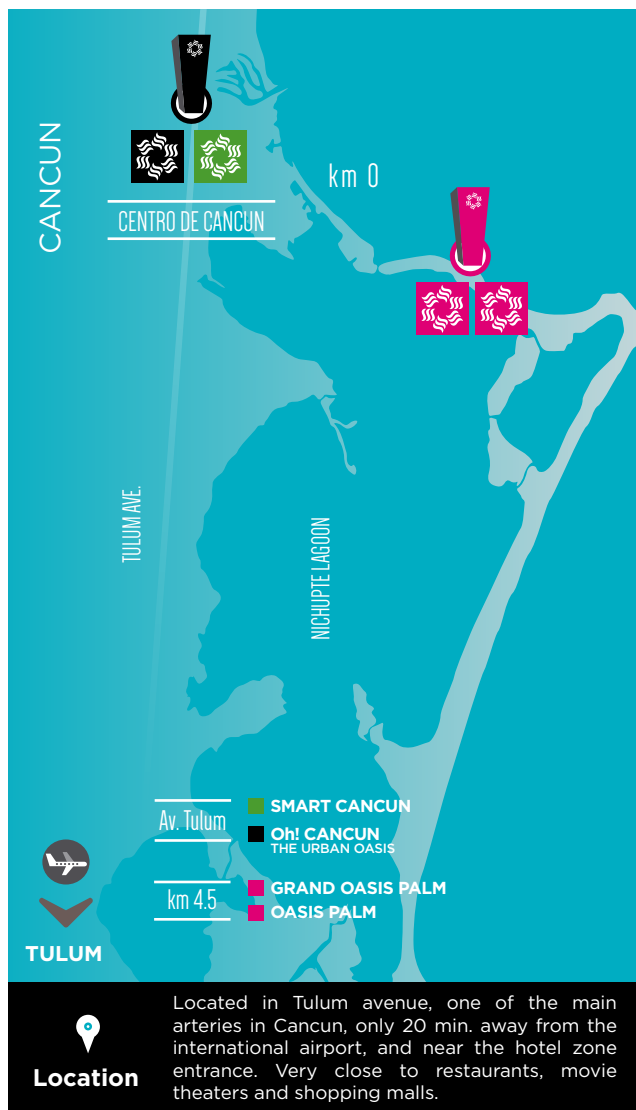 CANCUN
km 0
CENTRO DE CANCUN
TULUM AVE.
NICHUPTE LAGOON
Av. Tulum
SMART CANCUN
Oh! CANCUN
THE URBAN OASIS
km 4.5
GRAND OASIS PALM
OASIS PALM
TULUM
Location
Located in Tulum avenue, one of the main
arteries in Cancun, only 20 min. away from the
international airport, and near the hotel zone
entrance. Very close to restaurants, movie
theaters and shopping malls.